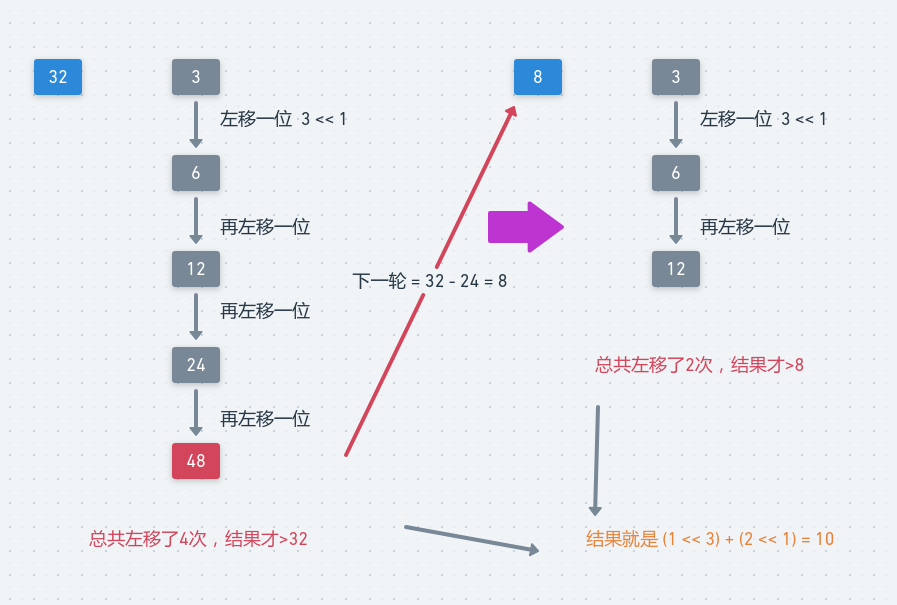 32
3
左移一位 3 << 1
6
再左移一位
12
再左移一位
24
再左移一位
48
总共左移了4次，结果才>32
下一轮 = 32 - 24 = 8
8
3
左移一位 3 << 1
6
再左移一位
12
总共左移了2次，结果才>8
结果就是 (1 << 3) + (2 << 1) = 10